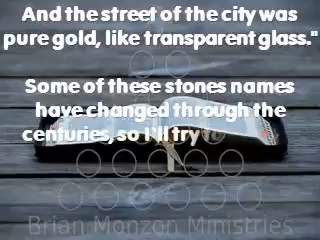 And the street of the city was
pure gold, like transparent glass."
Some of these stones names
have changed through the
centuries, so I'll try
Brian Monzon Ministries